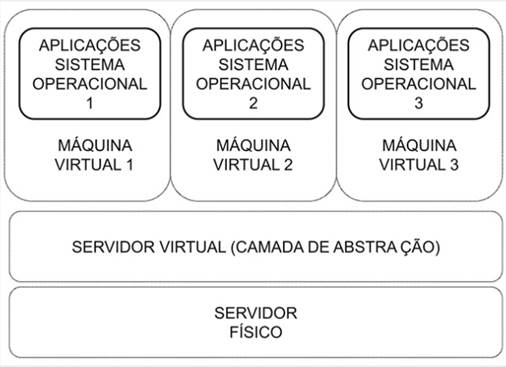 APLICAÇÕES
SISTEMA
OPERACIONAL
1
MÁQUINA
VIRTUAL 1
APLICAÇÕES
SISTEMA
OPERACIONAL
2
MÁQUINA
VIRTUAL 2
APLICAÇÕES
SISTEMA
OPERACIONAL
3
MÁQUINA
VIRTUAL 3
SERVIDOR VIRTUAL (CAMADA DE ABSTRA ÇÃO)
SERVIDOR
FÍSICO